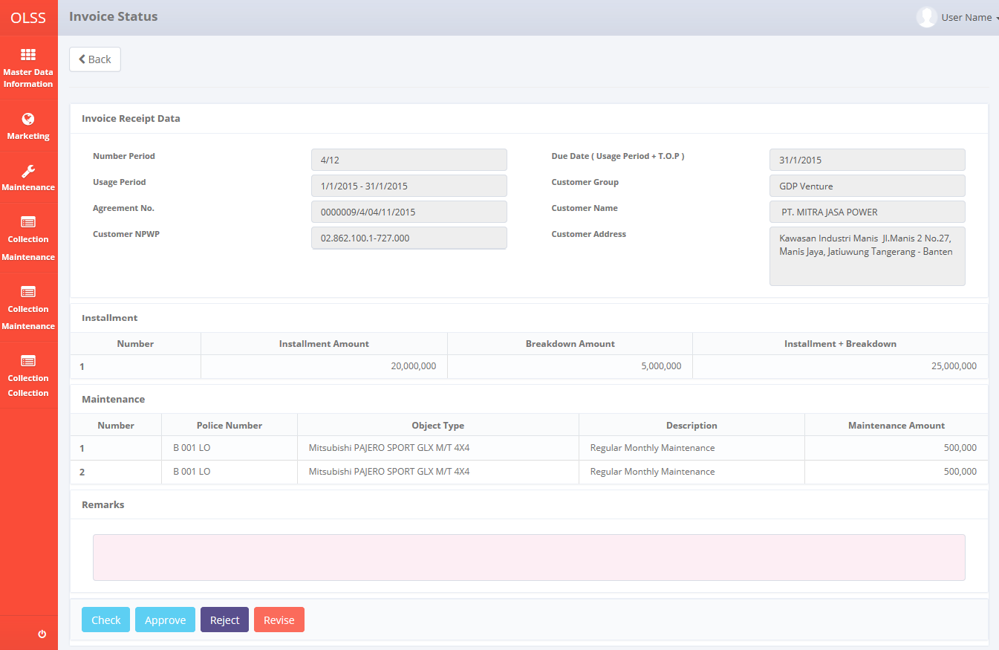 OLSS
Invoice Status
User Name
Master Data
Information
Marketing
Maintenance
Collection
Maintenance
Collection
Maintenance
Collection
Collection
Back
Invoice Receipt Data
Number Period
4/12
Due Date ( Usage Period + T.O.P )
31/1/2015
Usage Period
1/1/2015 - 31/1/2015
Customer Group
GDP Venture
Agreement No.
0000009/4/04/11/2015
Customer Name
PT. MITRA JASA POWER
Customer NPWP
02.862.100.1-727.000
Customer Address
Kawasan Industri Manis Jl.Manis 2 No.27,
Manis Jaya, Jatiuwung Tangerang - Banten
Installment
Number Installment Amount Breakdown Amount Installment + Breakdown
1 20,000,000 5,000,000 25,000,000
Maintenance
Number Police Number Object Type Description Maintenance Amount
1 B 001 LO Mitsubishi PAJERO SPORT GLX M/T 4X4 Regular Monthly Maintenance 500,000
2 B 001 LO Mitsubishi PAJERO SPORT GLX M/T 4X4 Regular Monthly Maintenance 500,000
Remarks
Check Approve Reject Revise